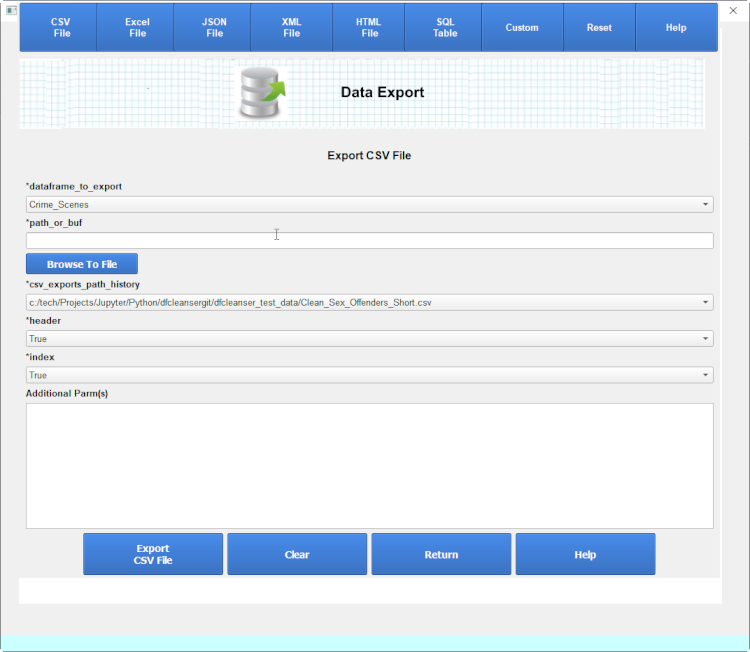 CSV File
Excel File
JSON File
XML File
HTML File
SQL Table
Custom
Reset
Help
Data Export
Export CSV File
*dataframe_to_export
Crime_Scenes
*path_or_buf
Browse To File
*csv_exports_path_history
c:/tech/Projects/Jupyter/Python/dfcleansergit/dfcleanser_test_data/Clean_Sex_Offenders_Short.csv
*header
True
*index
True
Additional Parm(s)
Export
CSV File
Clear
Return
Help